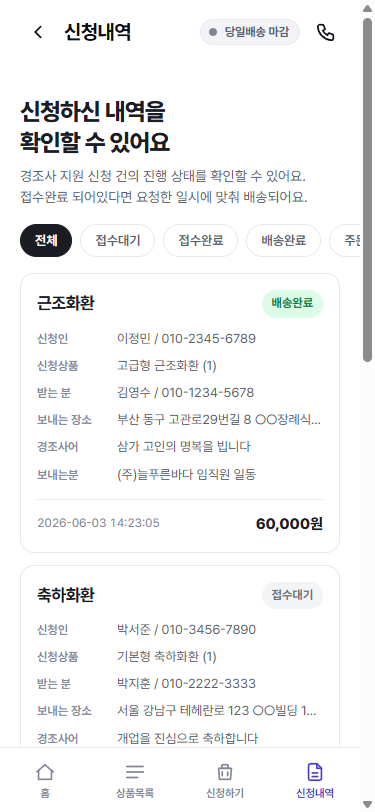 신청내역
당일배송 마감
신청하신 내역을
확인할 수 있어요
경조사 지원 신청 건의 진행 상태를 확인할 수 있어요.
접수완료 되어있다면 요청한 일시에 맞춰 배송되어요.
전체 접수대기 접수완료 배송완료
근조화환 배송완료
신청인 이정민 / 010-2345-6789
신청상품 고급형 근조화환 (1)
받는 분 김영수 / 010-1234-5678
보내는 장소 부산 동구 고관로29번길 8 〇〇장례식...
경조사어 삼가 고인의 명복을 빕니다
보내는분 (주)늘푸른바다 임직원 일동
2026-06-03 14:23:05 60,000원
축하화환 접수대기
신청인 박서준 / 010-3456-7890
신청상품 기본형 축하화환 (1)
받는 분 박지훈 / 010-2222-3333
보내는 장소 서울 강남구 테헤란로 123 〇〇빌딩 1...
경조사어 개업을 진심으로 축하합니다
홈 상품목록 신청하기 신청내역